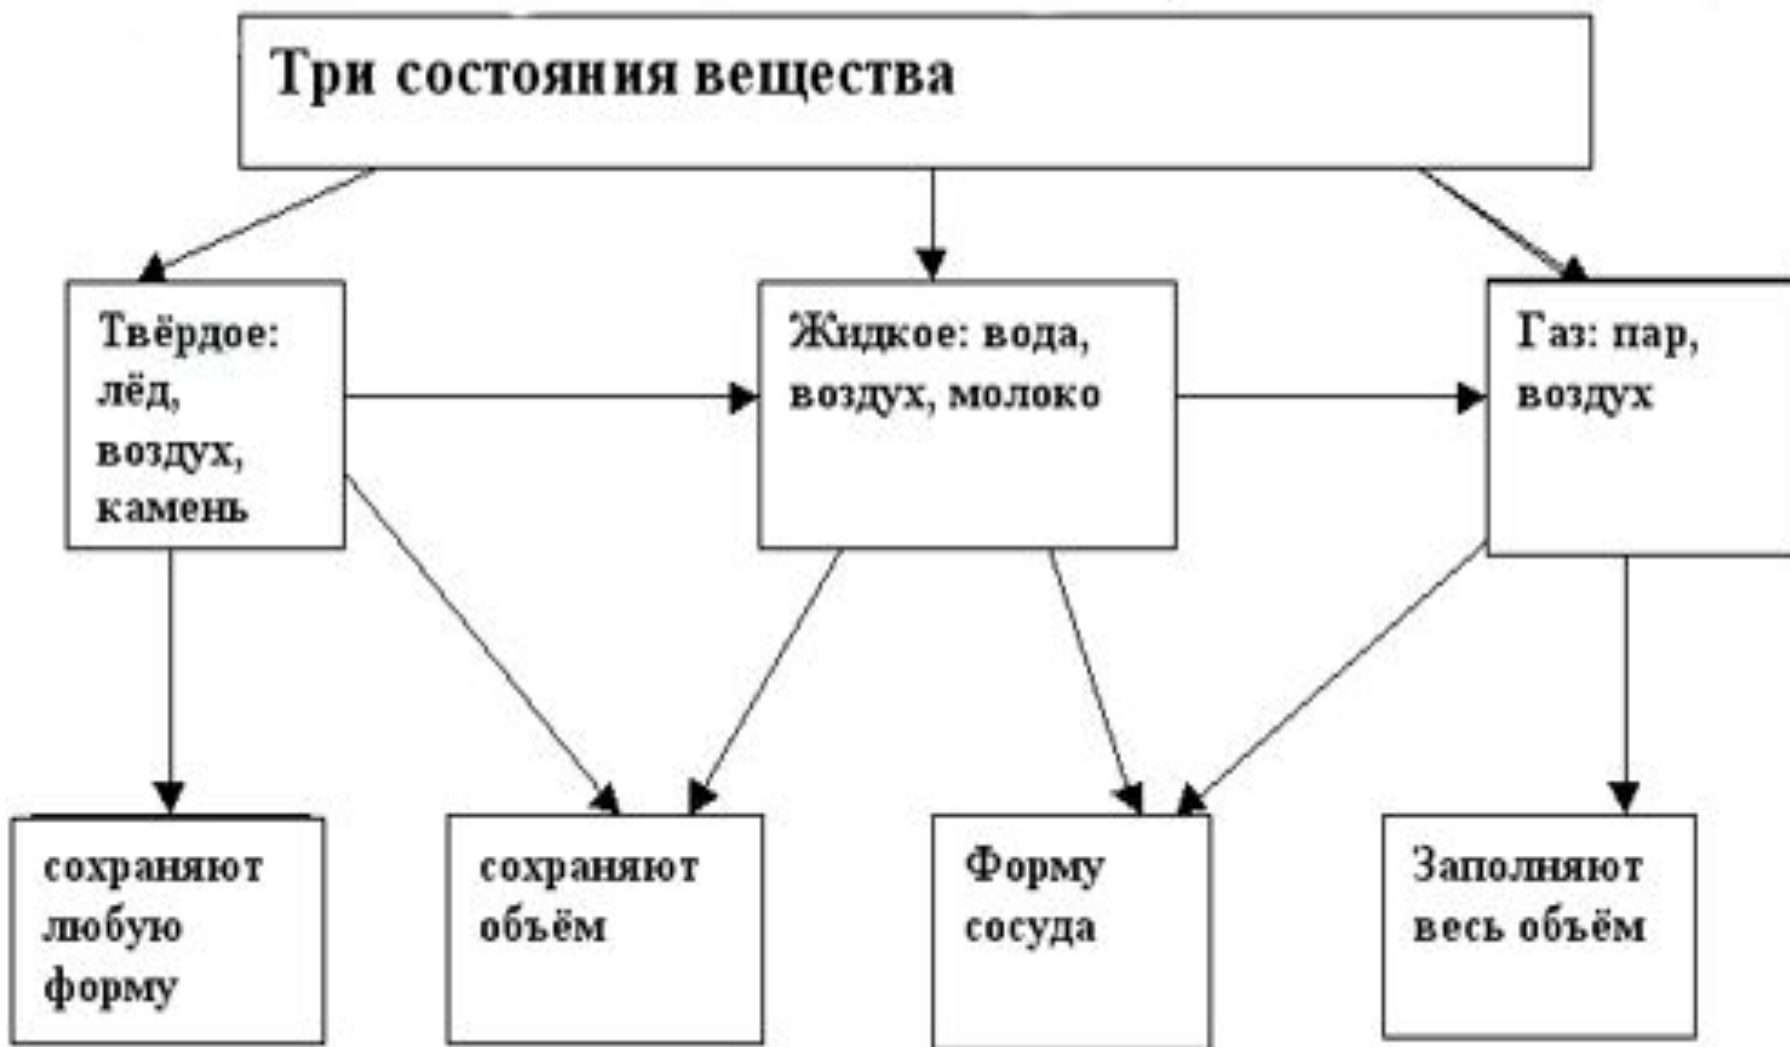 Три состояния вещества
Твёрдое:
лёд,
воздух,
камень
Жидкое: вода,
воздух, молоко
Газ: пар,
воздух
сохраняют
любую
форму
сохраняют
объём
Форму
сосуда
Заполняют
весь объём